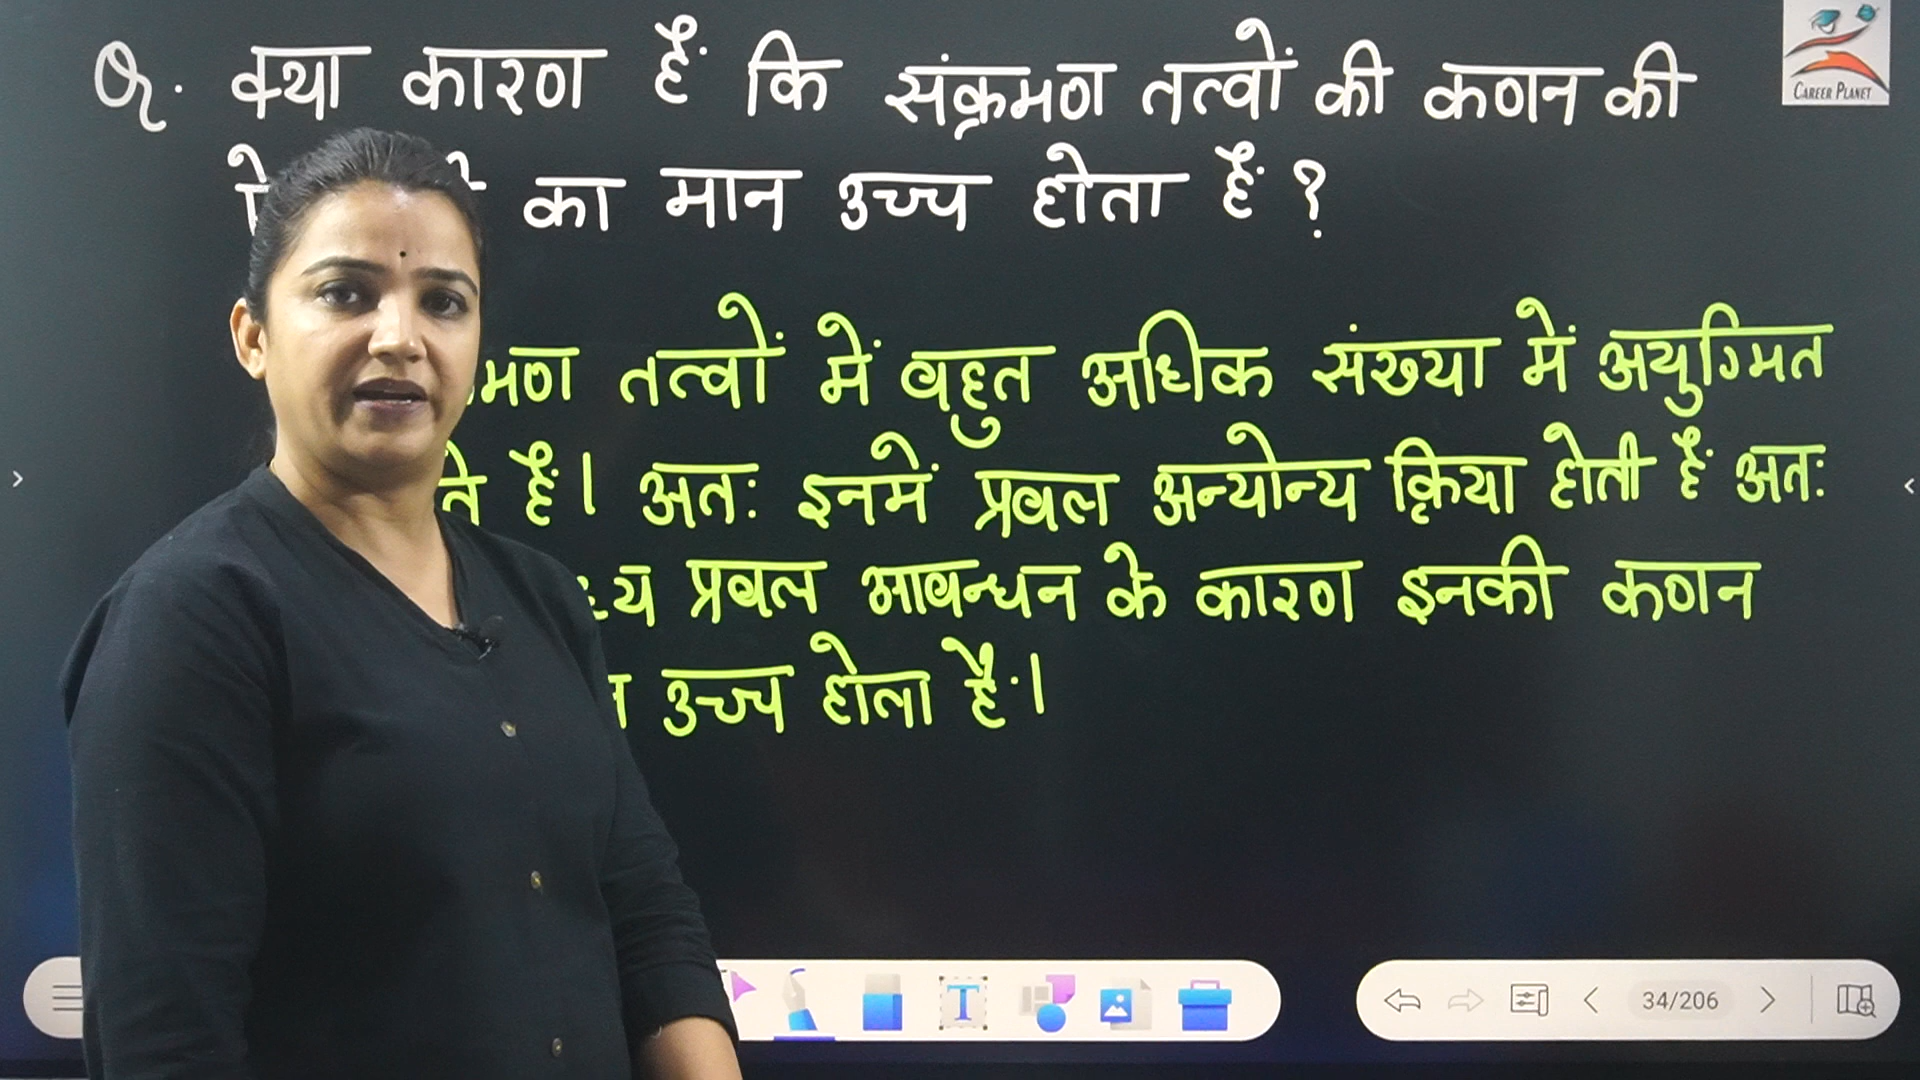 Q. क्या कारण हैं कि संक्रमण तत्वों की कणन की
का मान उच्च होता हैं ?
तत्वों में बहुत अधिक संख्या में अयुग्मित
हैं। अतः इनमें प्रबल अन्योन्य क्रिया होती हैं अतः
प्रबल आबन्धन के कारण इनकी कणन
उच्च होता है।
CAREER PLANET
T
34/206